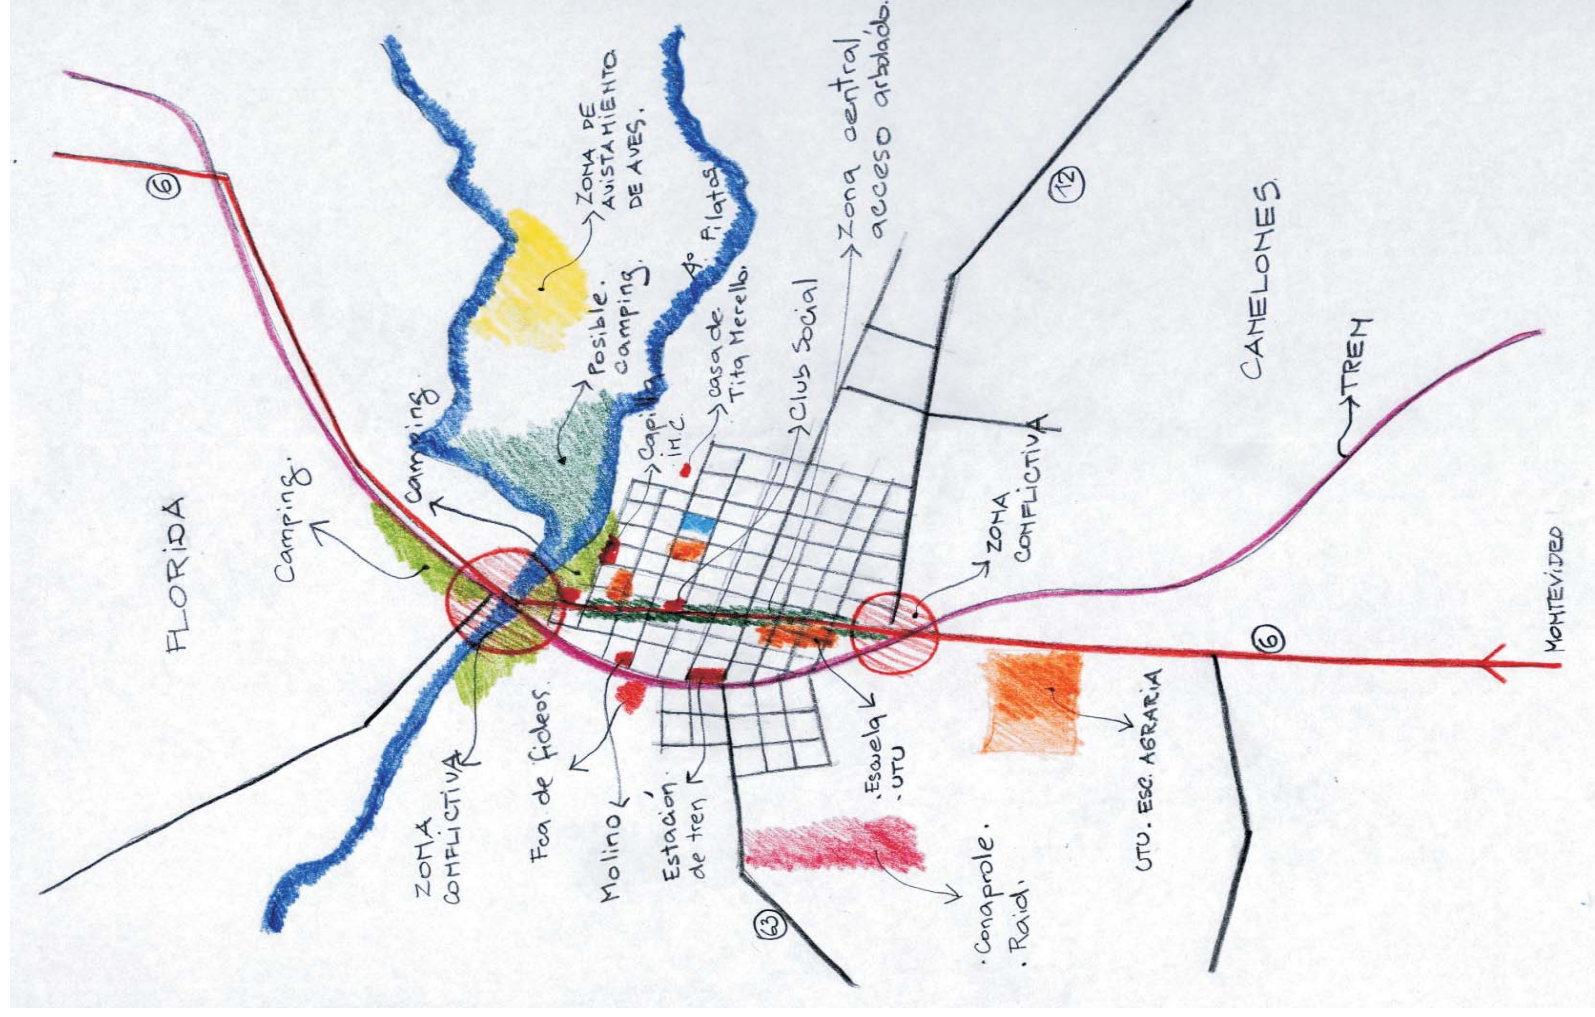 6
FLORIDA
Camping.
camping.
ZONA
CONFLICTIVA
Fca. de fideos.
ZONA DE
AVISTAMIENTO
DE AVES.
Posible.
camping.
Molino
Capilla
I.M.C.
Estación
de tren
Aº Pilatos
casa de
Tita Merello.
63
Club Social
Zona central,
acceso arbolado.
. Escuela
. UTU
. Conaprole.
. Raid.
ZONA
CONFLICTIVA
12
UTU. ESC. AGRARIA
CANELONES.
6
TREN
MONTEVIDEO